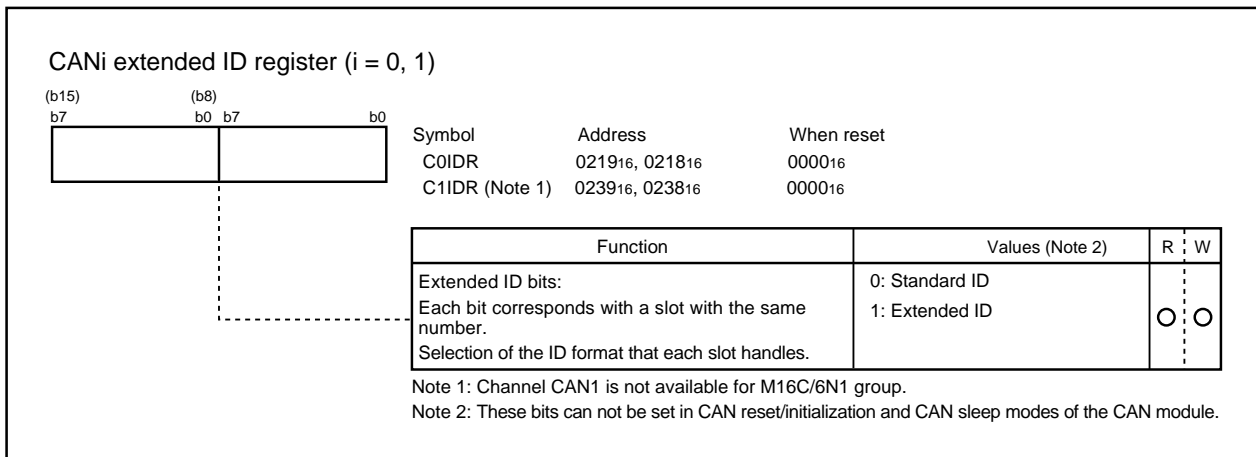 CANi extended ID register (i = 0, 1)
(b15) (b8)
b7 b0 b7 b0
Symbol Address When reset
C0IDR 021916, 021816 000016
C1IDR (Note 1) 023916, 023816 000016
Function Values (Note 2) R W
Extended ID bits: 0: Standard ID
Each bit corresponds with a slot with the same 1: Extended ID
number.
Selection of the ID format that each slot handles.
Note 1: Channel CAN1 is not available for M16C/6N1 group.
Note 2: These bits can not be set in CAN reset/initialization and CAN sleep modes of the CAN module.